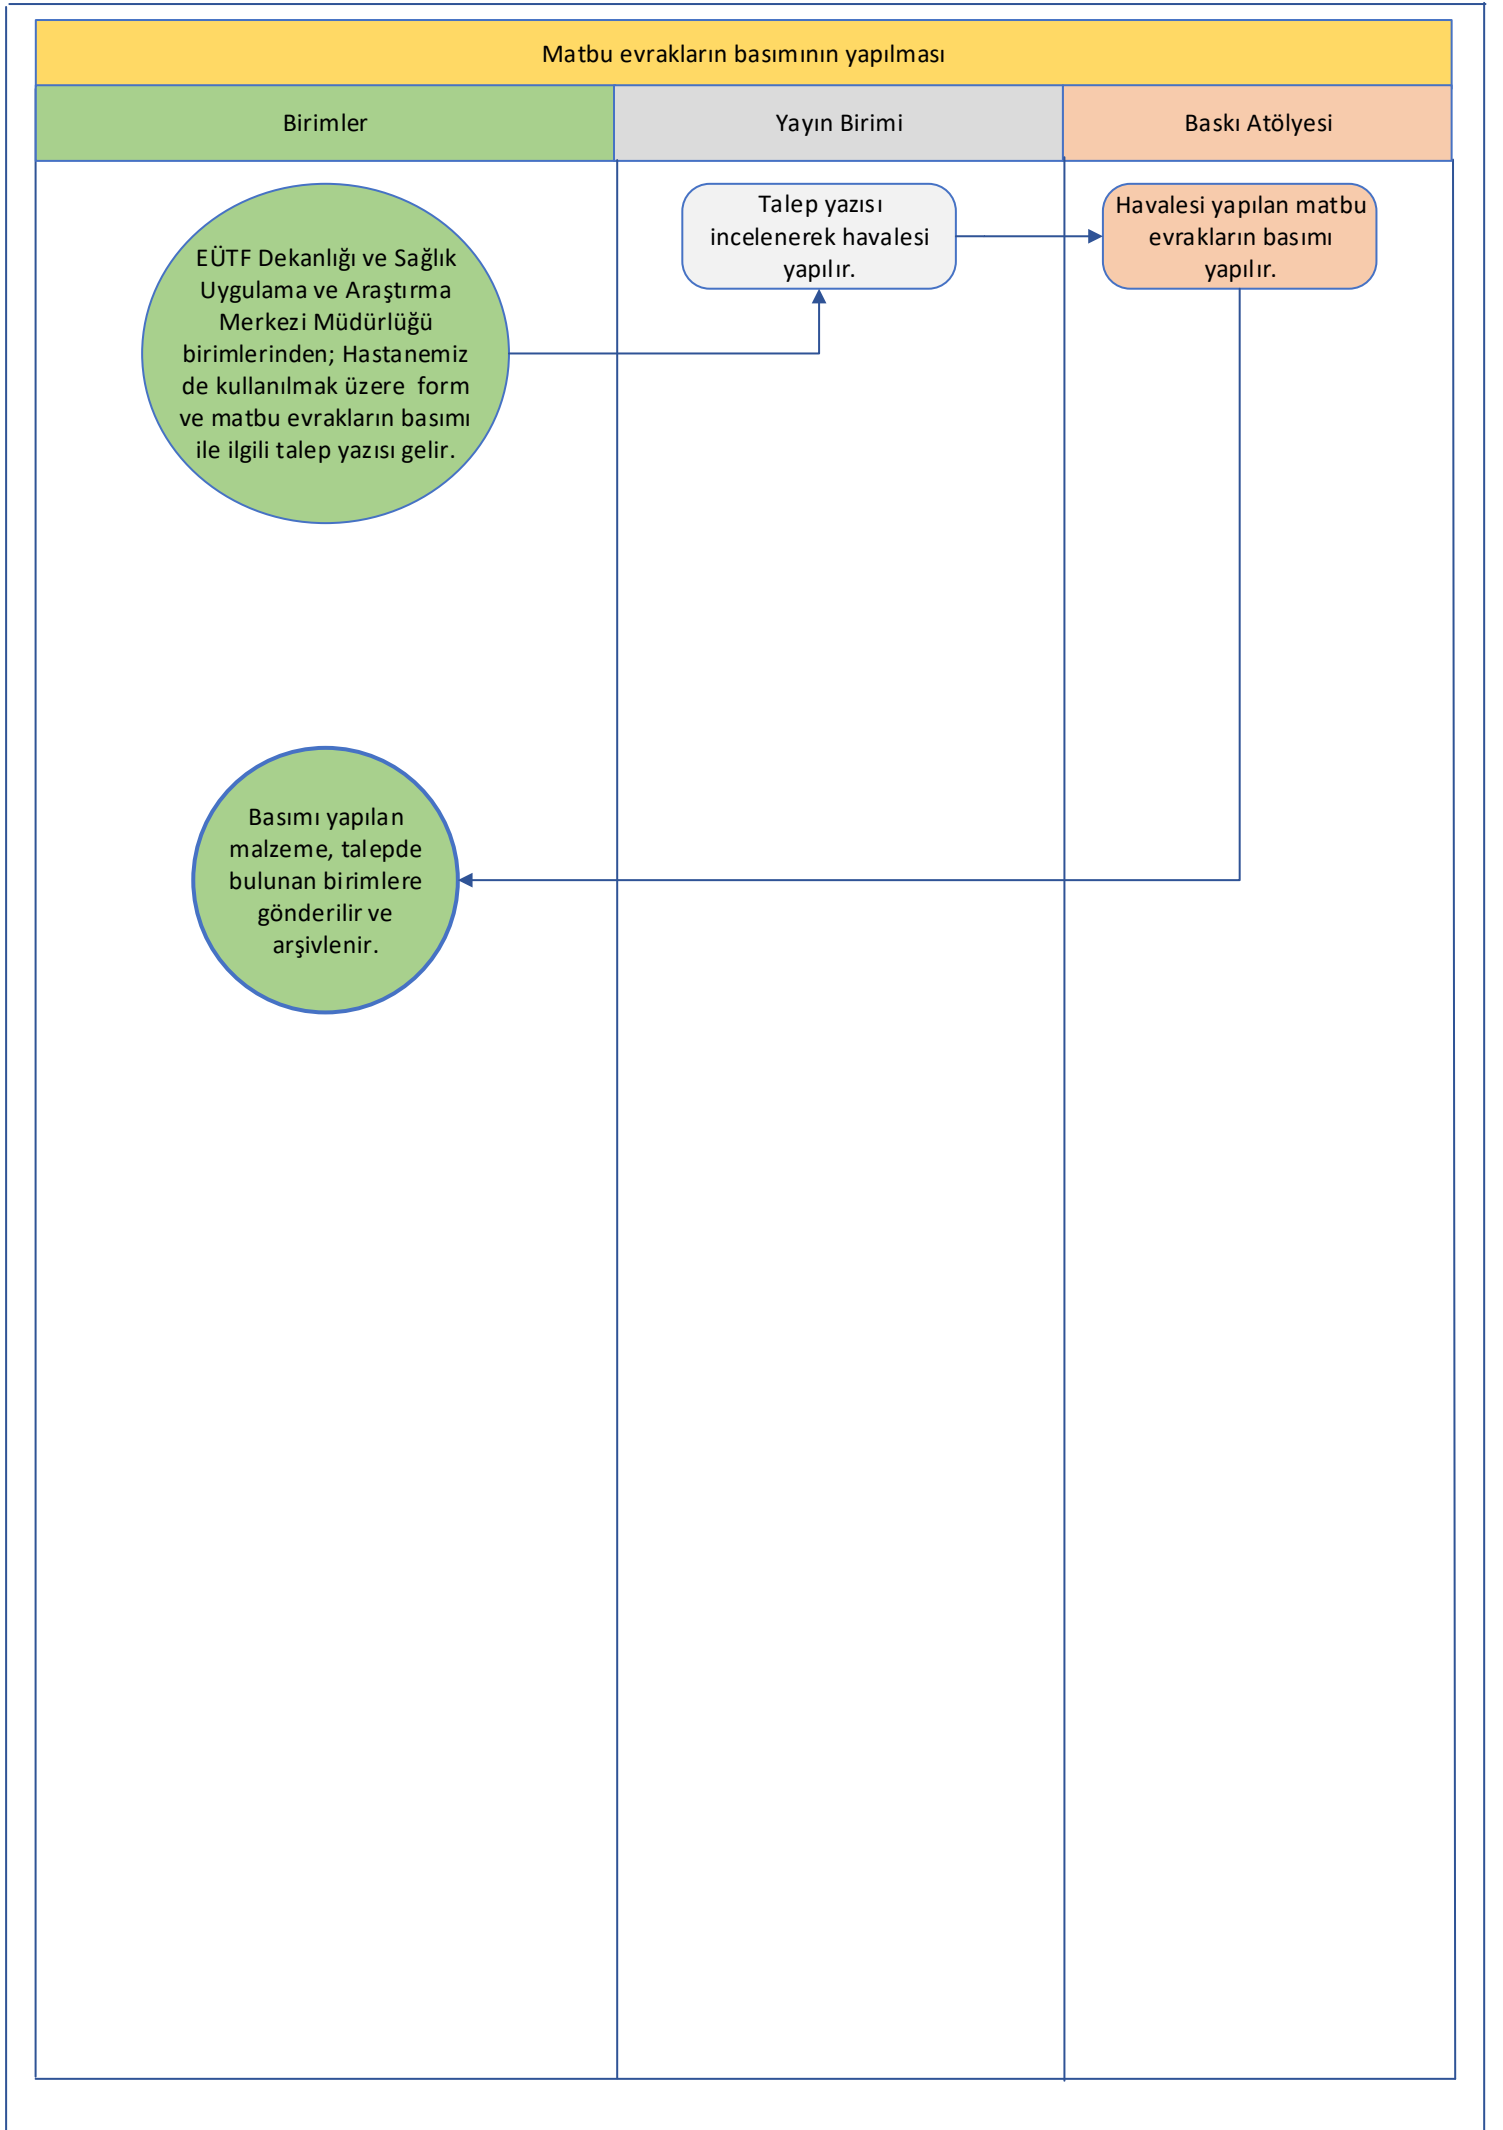 Matbu evrakların basımının yapılması
Birimler
Yayın Birimi
Baskı Atölyesi
EÜTF Dekanlığı ve Sağlık
Uygulama ve Araştırma
Merkezi Müdürlüğü
birimlerinden; Hastanemiz
de kullanılmak üzere form
ve matbu evrakların basımı
ile ilgili talep yazısı gelir.
Talep yazısı
incelenerek havalesi
yapılır.
Havalesi yapılan matbu
evrakların basımı
yapılır.
Basımı yapılan
malzeme, talepde
bulunan birimlere
gönderilir ve
arşivlenir.